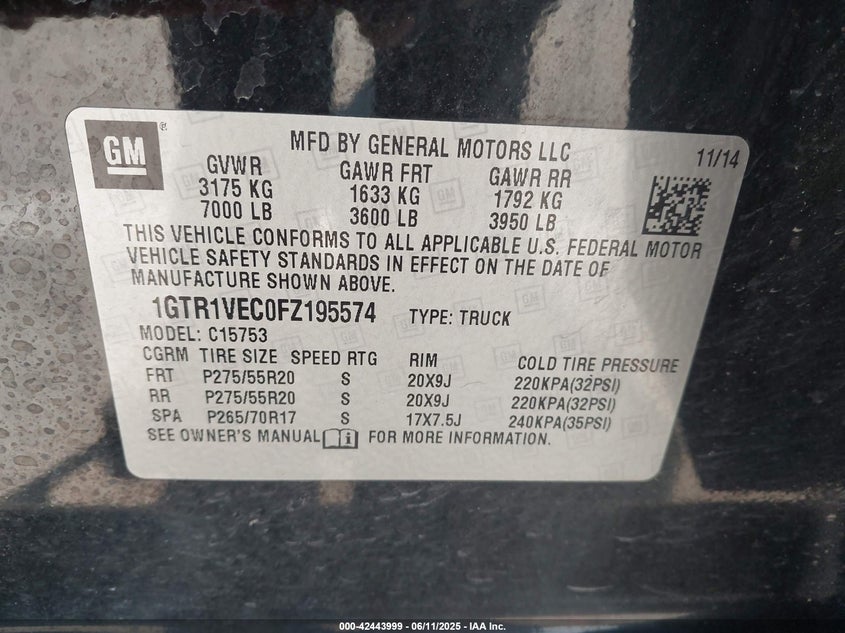 GM
MFD BY GENERAL MOTORS LLC 11/14
GVWR GAWR FRT GAWR RR
3175 KG 1633 KG 1792 KG
7000 LB 3600 LB 3950 LB
THIS VEHICLE CONFORMS TO ALL APPLICABLE U.S. FEDERAL MOTOR
VEHICLE SAFETY STANDARDS IN EFFECT ON THE DATE OF
MANUFACTURE SHOWN ABOVE.
1GTR1VEC0FZ195574 TYPE: TRUCK
MODEL: C15753
CGRM TIRE SIZE SPEED RTG RIM COLD TIRE PRESSURE
FRT P275/55R20 S 20X9J 220KPA(32PSI)
RR P275/55R20 S 20X9J 220KPA(32PSI)
SPA P265/70R17 S 17X7.5J 240KPA(35PSI)
SEE OWNER'S MANUAL FOR MORE INFORMATION.
000-42443999 - 06/11/2025 - IAA Inc.